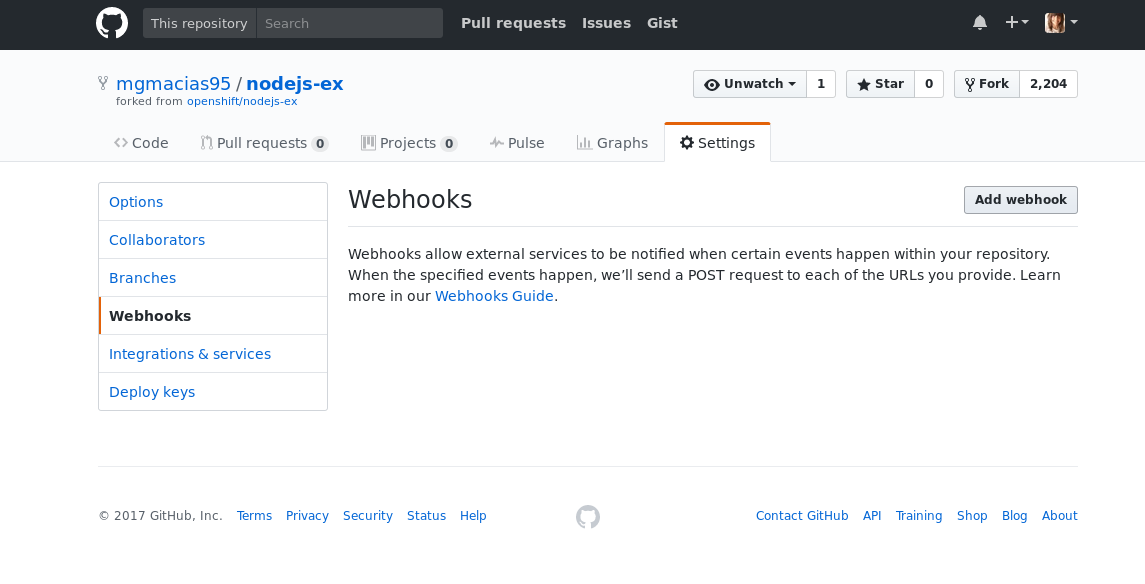 This repository Search Pull requests Issues Gist
mgmacias95 / nodejs-ex Unwatch 1 Star 0 Fork 2,204
forked from openshift/nodejs-ex
Code Pull requests 0 Projects 0 Pulse Graphs Settings
Options
Collaborators
Branches
Webhooks
Integrations & services
Deploy keys
Webhooks Add webhook
Webhooks allow external services to be notified when certain events happen within your repository.
When the specified events happen, we’ll send a POST request to each of the URLs you provide. Learn
more in our Webhooks Guide.
© 2017 GitHub, Inc. Terms Privacy Security Status Help Contact GitHub API Training Shop Blog About